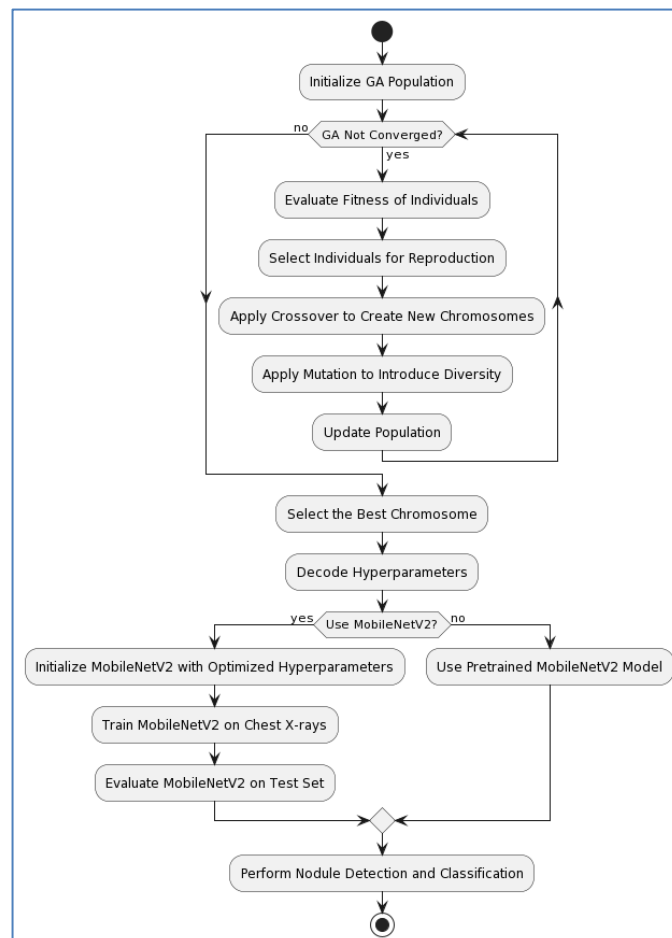 Initialize GA Population
no
GA Not Converged?
yes
Evaluate Fitness of Individuals
Select Individuals for Reproduction
Apply Crossover to Create New Chromosomes
Apply Mutation to Introduce Diversity
Update Population
Select the Best Chromosome
Decode Hyperparameters
yes
Use MobileNetV2?
no
Initialize MobileNetV2 with Optimized Hyperparameters
Use Pretrained MobileNetV2 Model
Train MobileNetV2 on Chest X-rays
Evaluate MobileNetV2 on Test Set
Perform Nodule Detection and Classification